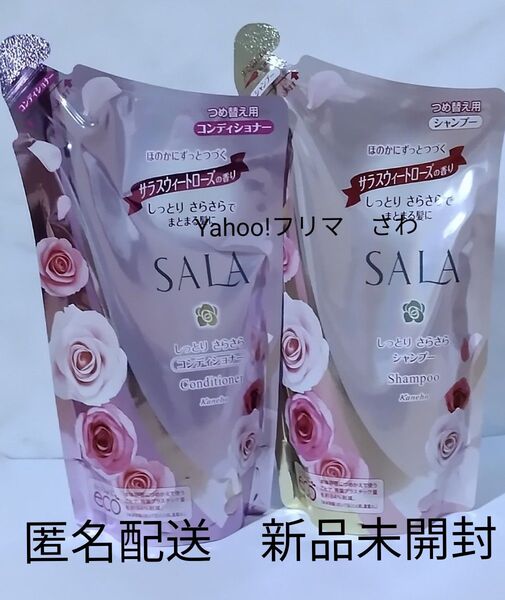 コンディショナー
つめ替え用
コンディショナー
ほのかにずっとつづく
サラスウィートローズの香り
しっとり さらさらで
まとまる髪に
SALA
しっとり さらさら
コンディショナー
Conditioner
Kanebo
eco
つめ替え用
シャンプー
ほのかにずっとつづく
サラスウィートローズの香り
しっとり さらさらで
まとまる髪に
SALA
しっとり さらさら
シャンプー
Shampoo
Kanebo
eco
Yahoo!フリマ さわ
匿名配送 新品未開封